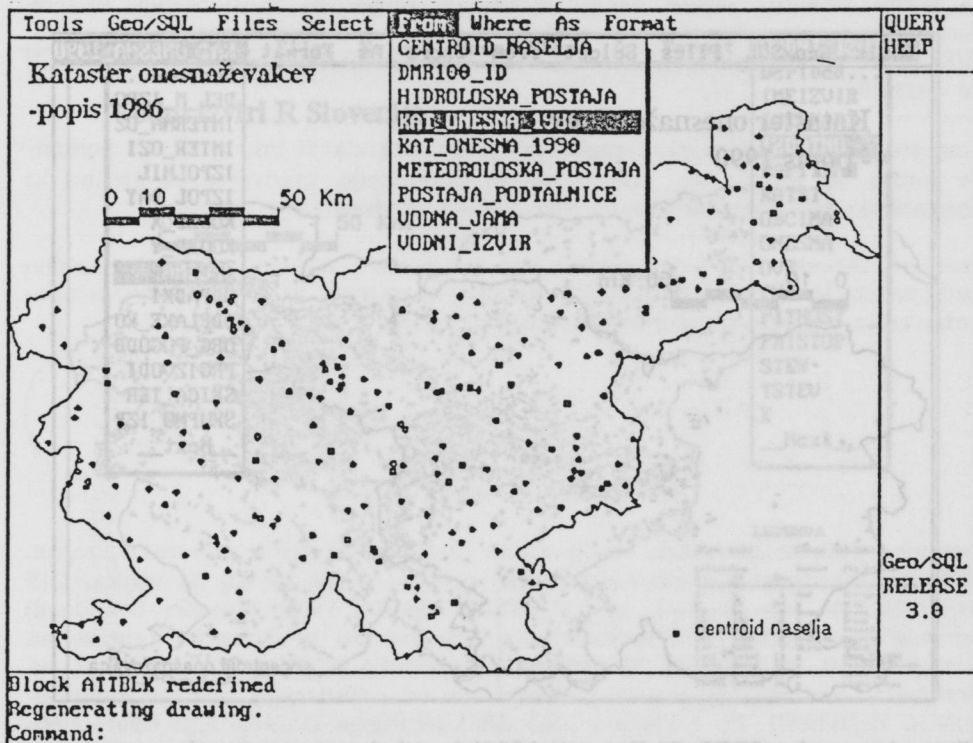 Tools Geo/SQL Files Select Geom Where As Format
QUERY
HELP
CENTROID_NASELJA
DMR100_ID
HIDROLOSKA_POSTAJA
KAT_ONESNA_1986
KAT_ONESNA_1990
METEOROLOSKA_POSTAJA
POSTAJA_PODTALNICE
VODNA_JAMA
VODNI_IZVIR
Kataster onesnaževalcev
-popis 1986
0 10 50 Km
Geo/SQL
RELEASE
3.0
centroid naselja
Block ATTBLK redefined
Regenerating drawing.
Command: